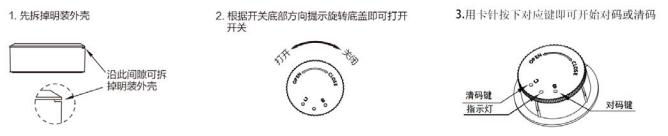 1. 先拆掉明装外壳
沿此间隙可拆
掉明装外壳
2. 根据开关底部方向提示旋转底盖即可打开
开关
打开
关闭
OPEN
CLOSE
3.用卡针按下对应键即可开始对码或清码
OPEN
CLOSE
清码键
指示灯
对码键